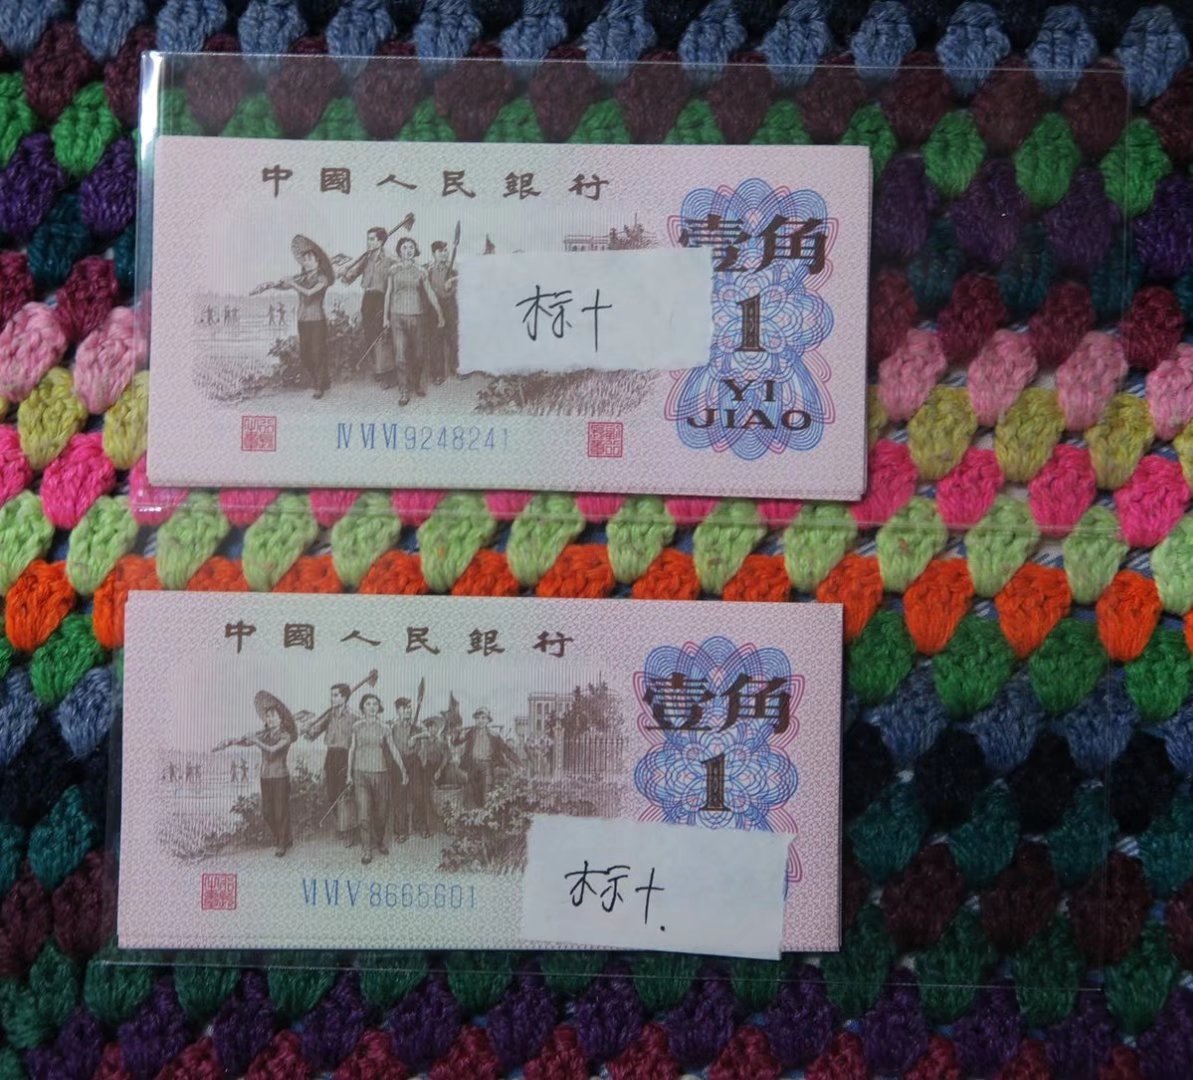 中國人民銀行
壹角
1
YI
JIAO
标十
Ⅳ Ⅵ Ⅵ 9248241
中國人民銀行
壹角
1
标十.
Ⅵ Ⅵ Ⅴ 8665601